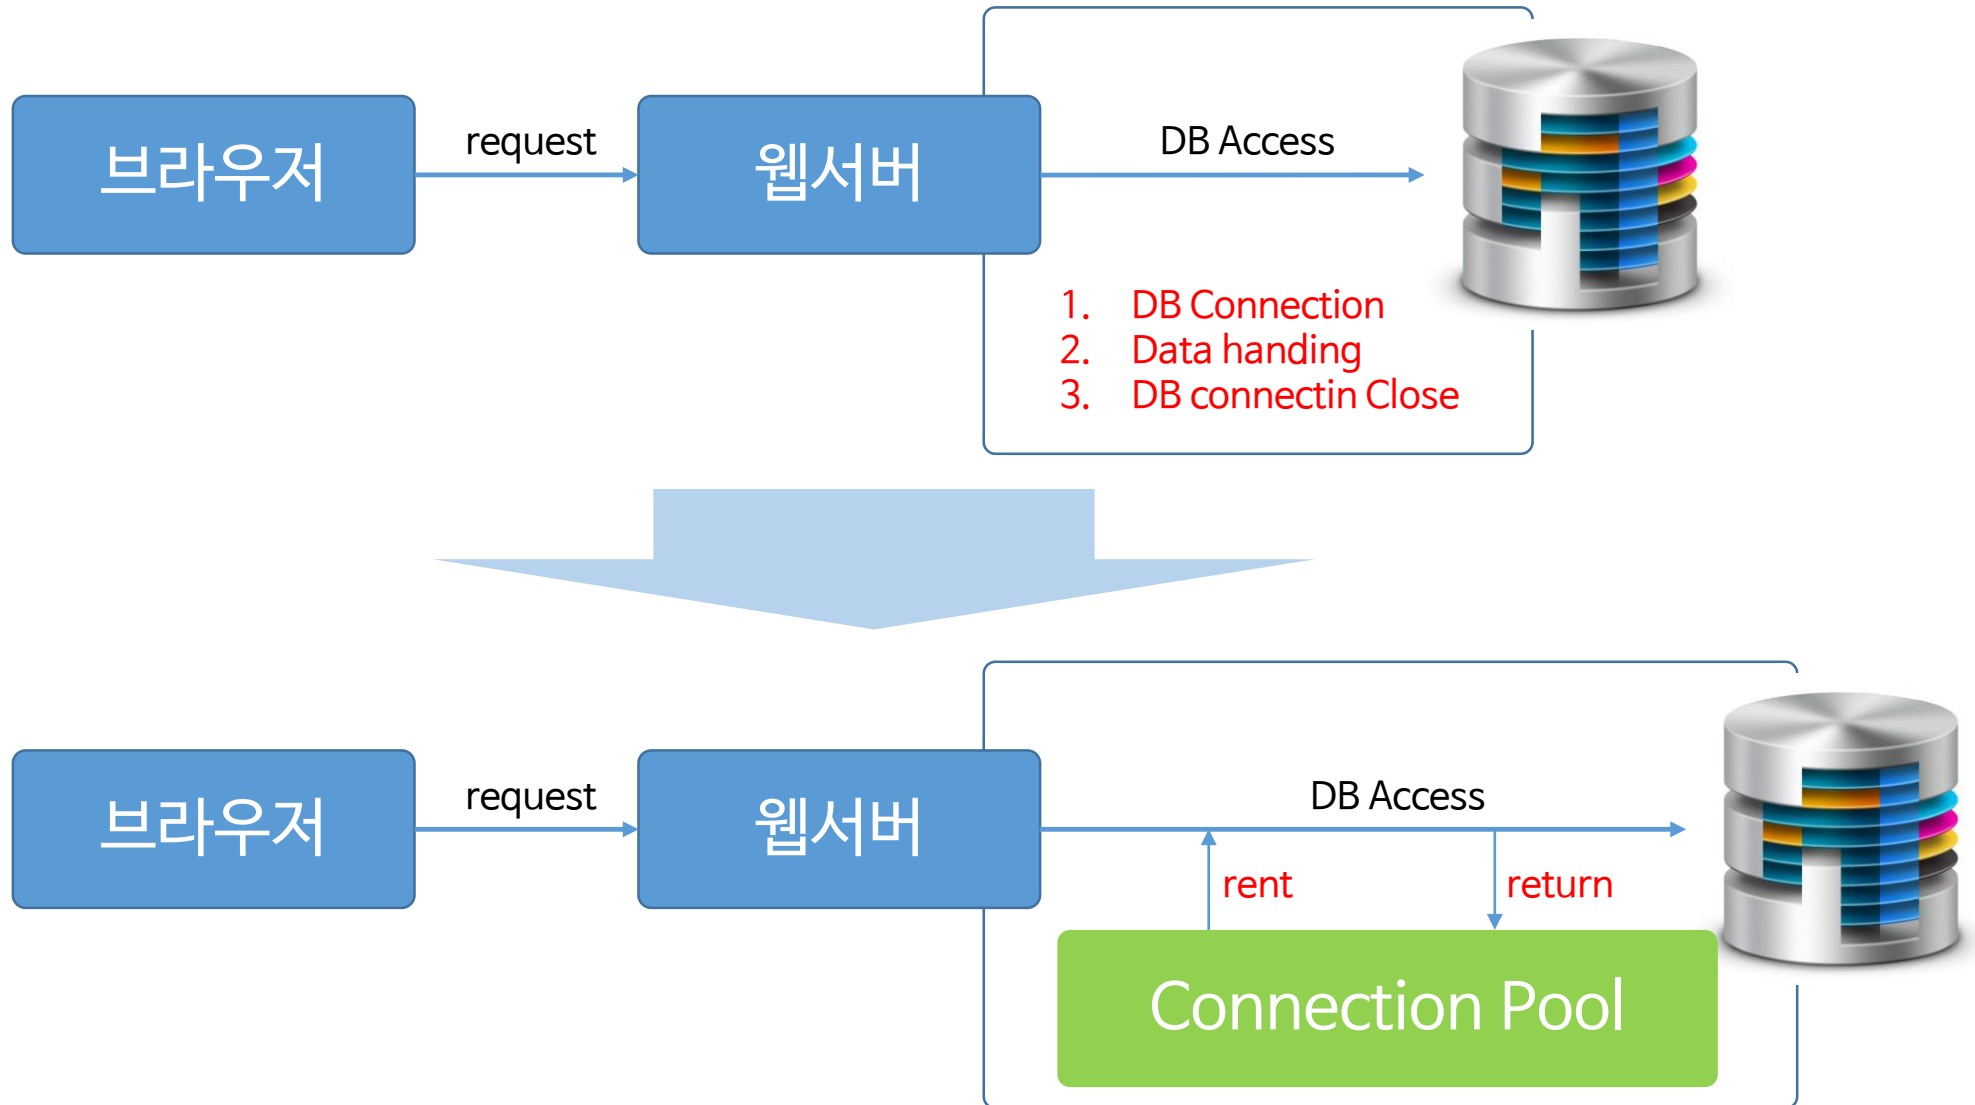 브라우저
request
웹서버
DB Access
1. DB Connection
2. Data handing
3. DB connectin Close
브라우저
request
웹서버
DB Access
rent
return
Connection Pool